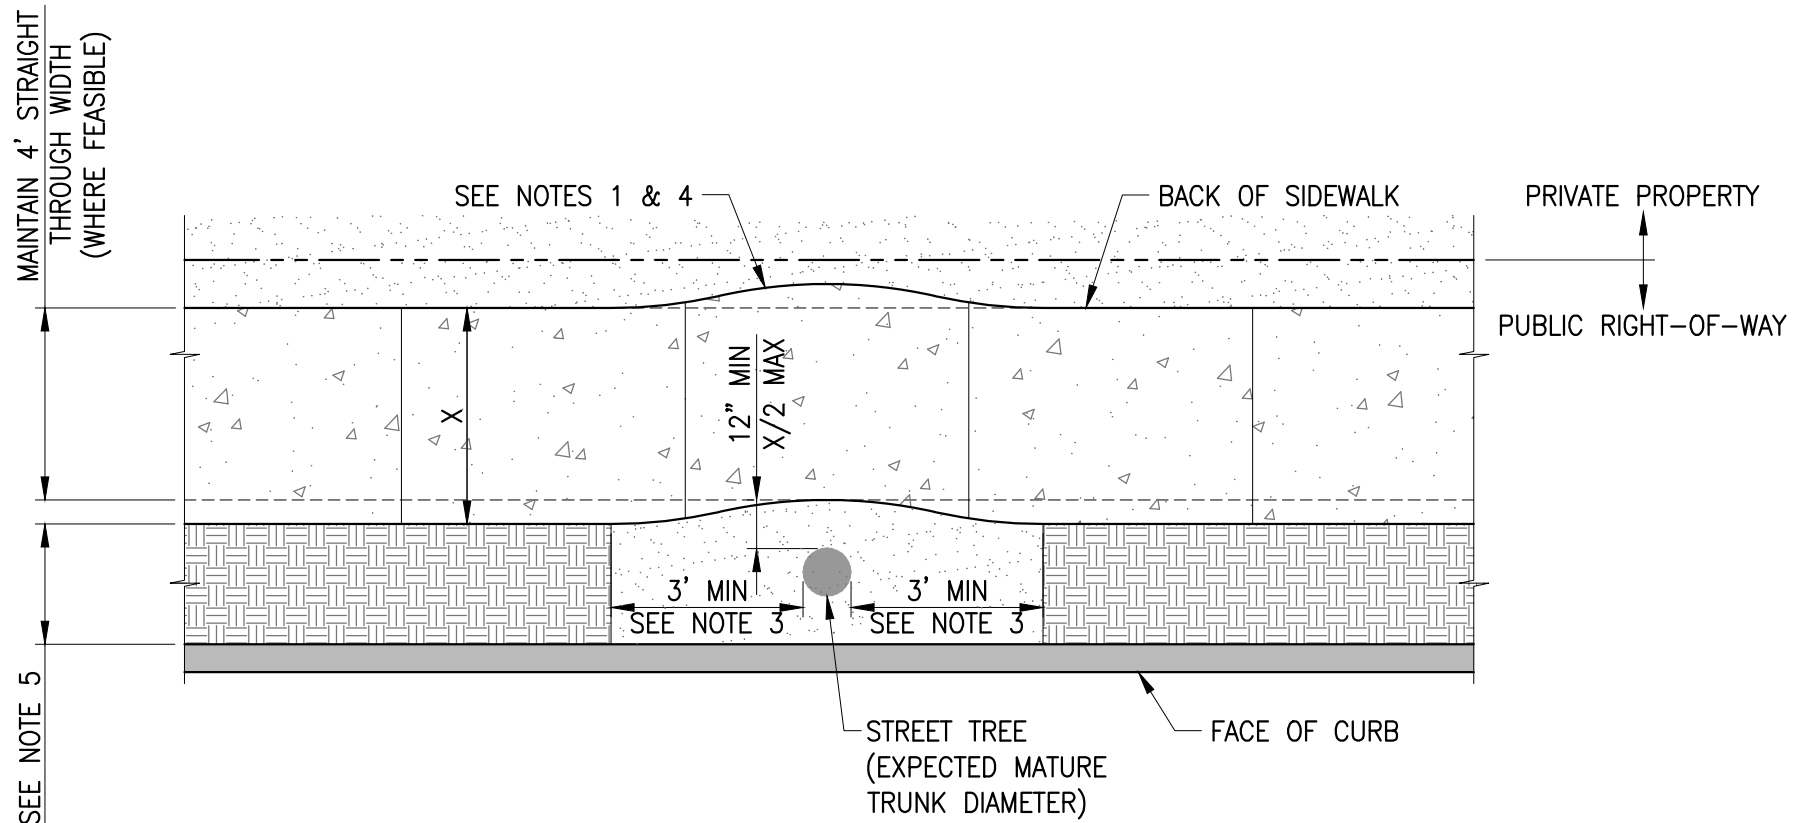 MAINTAIN 4' STRAIGHT
THROUGH WIDTH
(WHERE FEASIBLE)
SEE NOTES 1 & 4
BACK OF SIDEWALK
PRIVATE PROPERTY
PUBLIC RIGHT-OF-WAY
X
12" MIN
X/2 MAX
3' MIN
SEE NOTE 3
3' MIN
SEE NOTE 3
SEE NOTE 5
STREET TREE
(EXPECTED MATURE
TRUNK DIAMETER)
FACE OF CURB